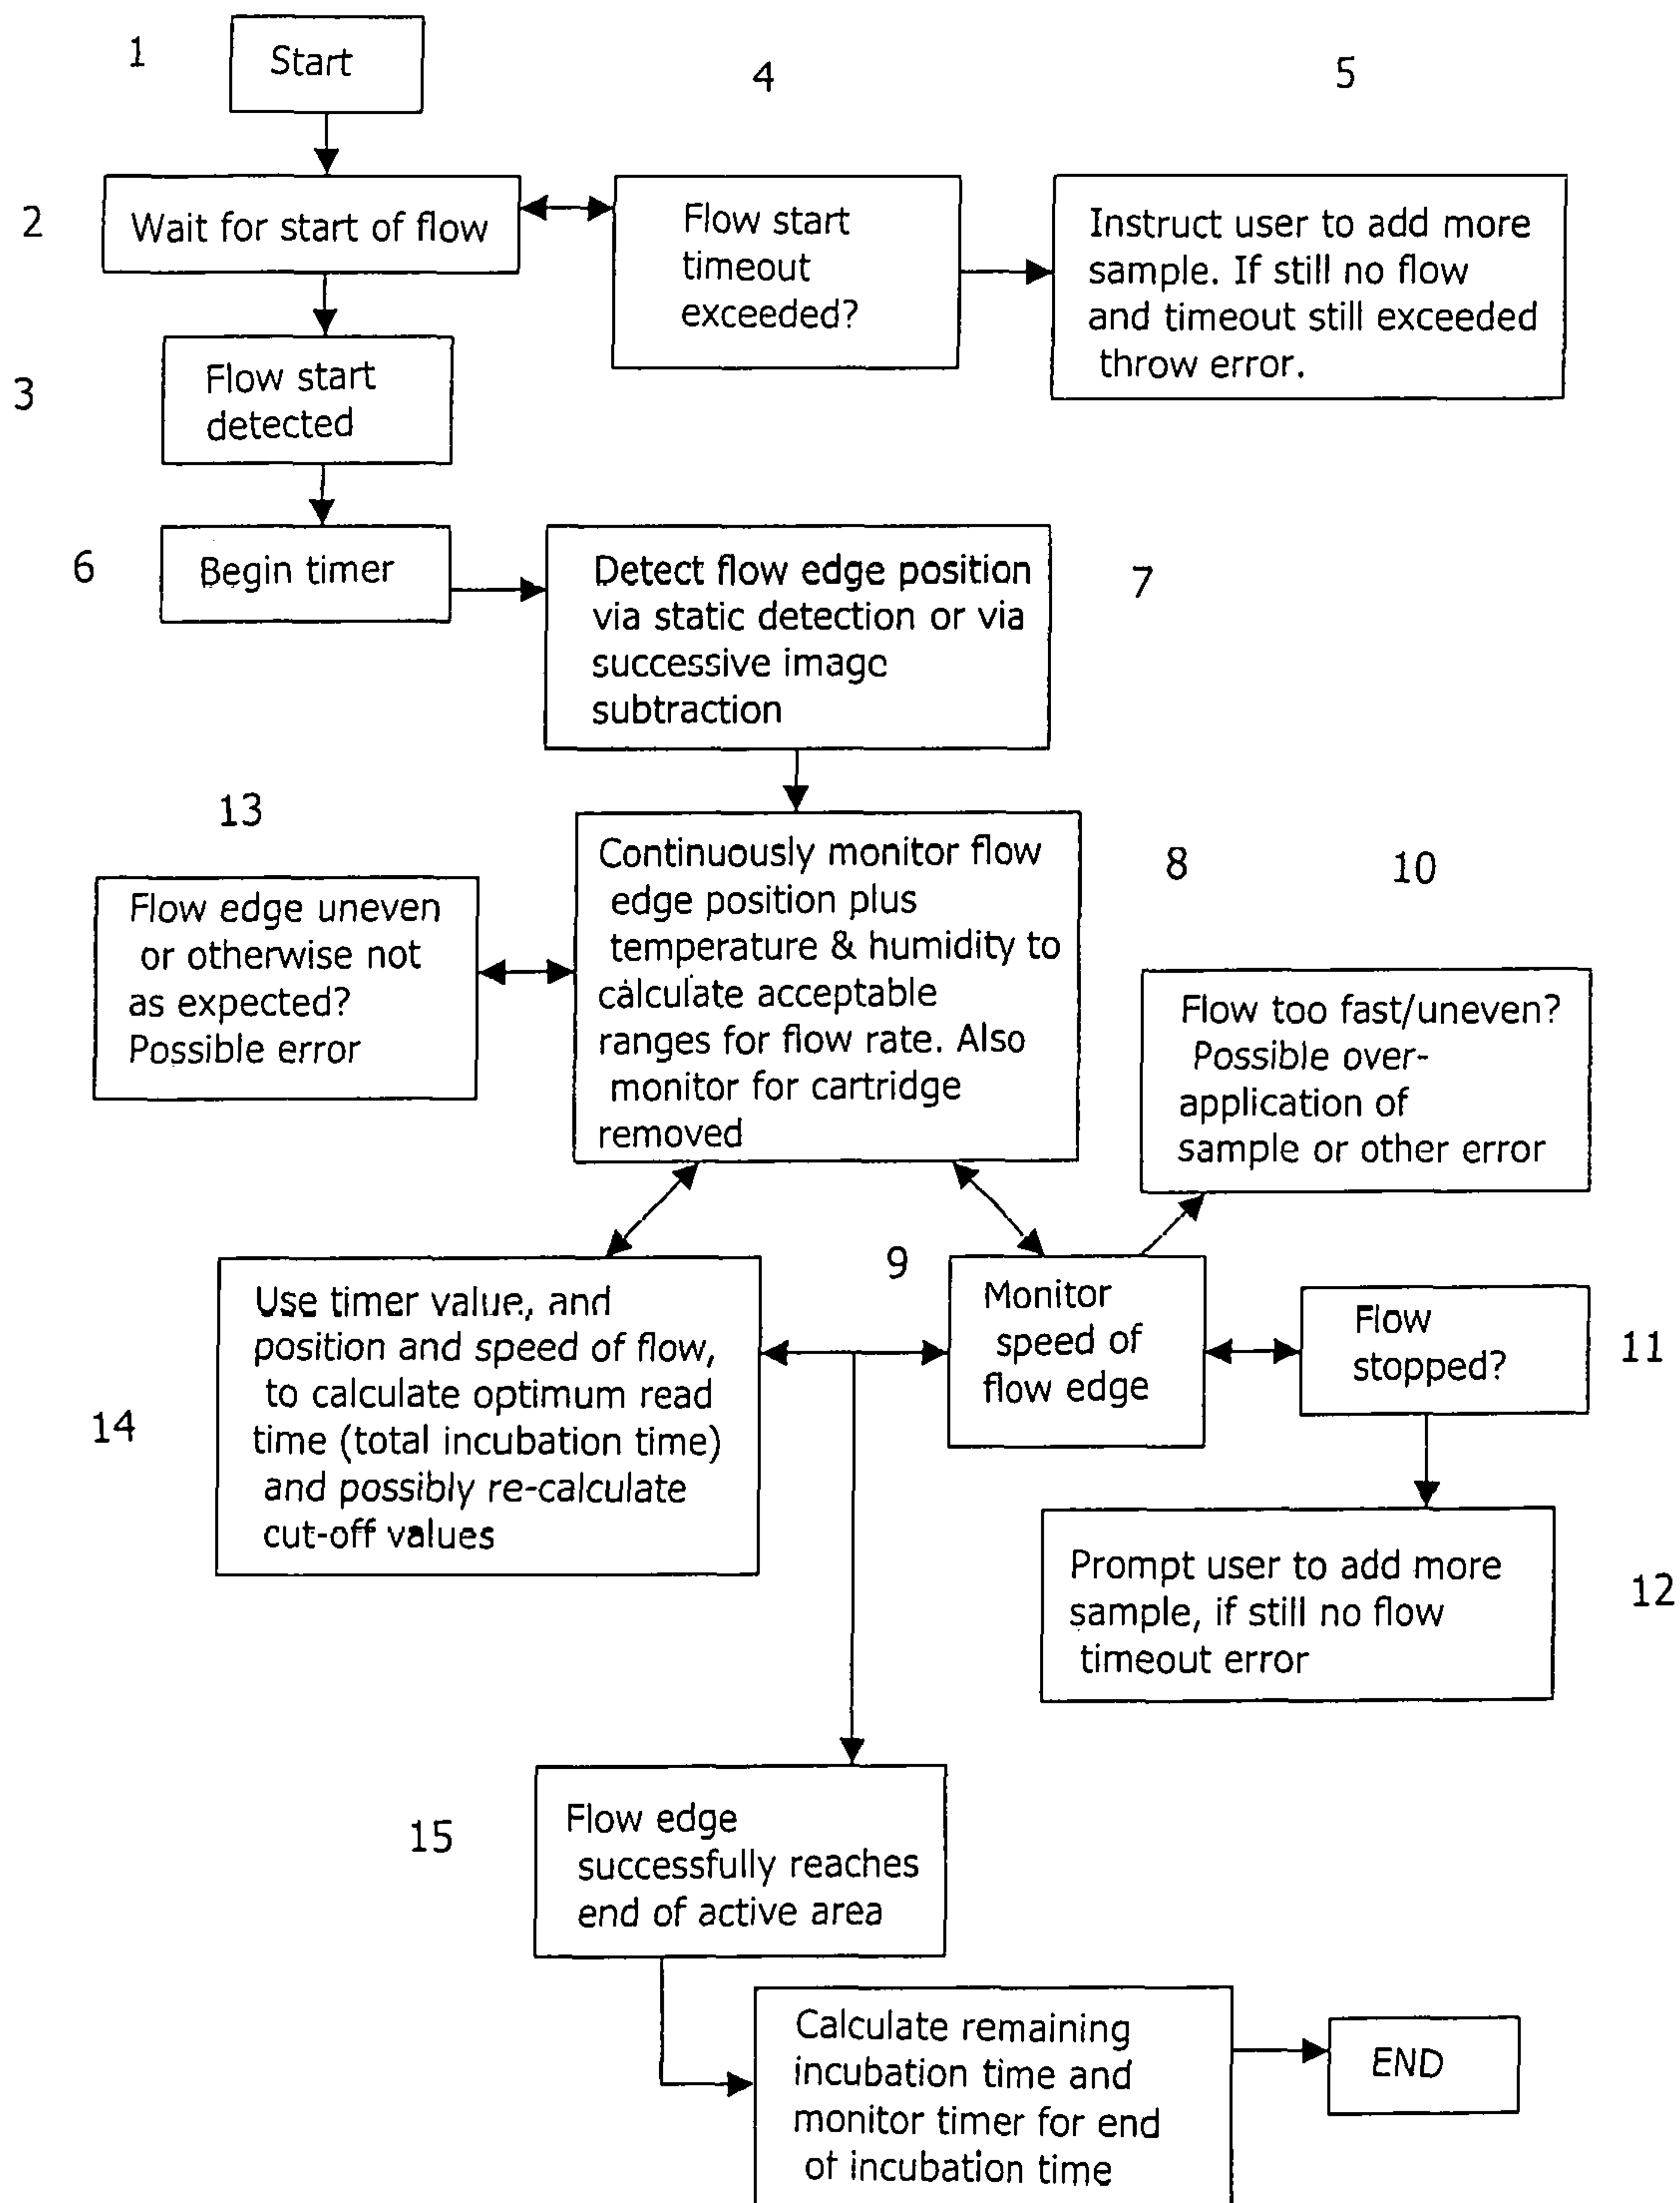 1
Start
4
5
2
Wait for start of flow
Flow start
timeout
exceeded?
Instruct user to add more
sample. If still no flow
and timeout still exceeded
throw error.
3
Flow start
detected
6
Begin timer
Detect flow edge position
via static detection or via
successive image
subtraction
7
13
Flow edge uneven
or otherwise not
as expected?
Possible error
Continuously monitor flow
edge position plus
temperature & humidity to
calculate acceptable
ranges for flow rate. Also
monitor for cartridge
removed
8
10
Flow too fast/uneven?
Possible over-
application of
sample or other error
14
Use timer value, and
position and speed of flow,
to calculate optimum read
time (total incubation time)
and possibly re-calculate
cut-off values
9
Monitor
speed of
flow edge
Flow
stopped?
11
Prompt user to add more
sample, if still no flow
timeout error
12
15
Flow edge
successfully reaches
end of active area
Calculate remaining
incubation time and
monitor timer for end
of incubation time
END